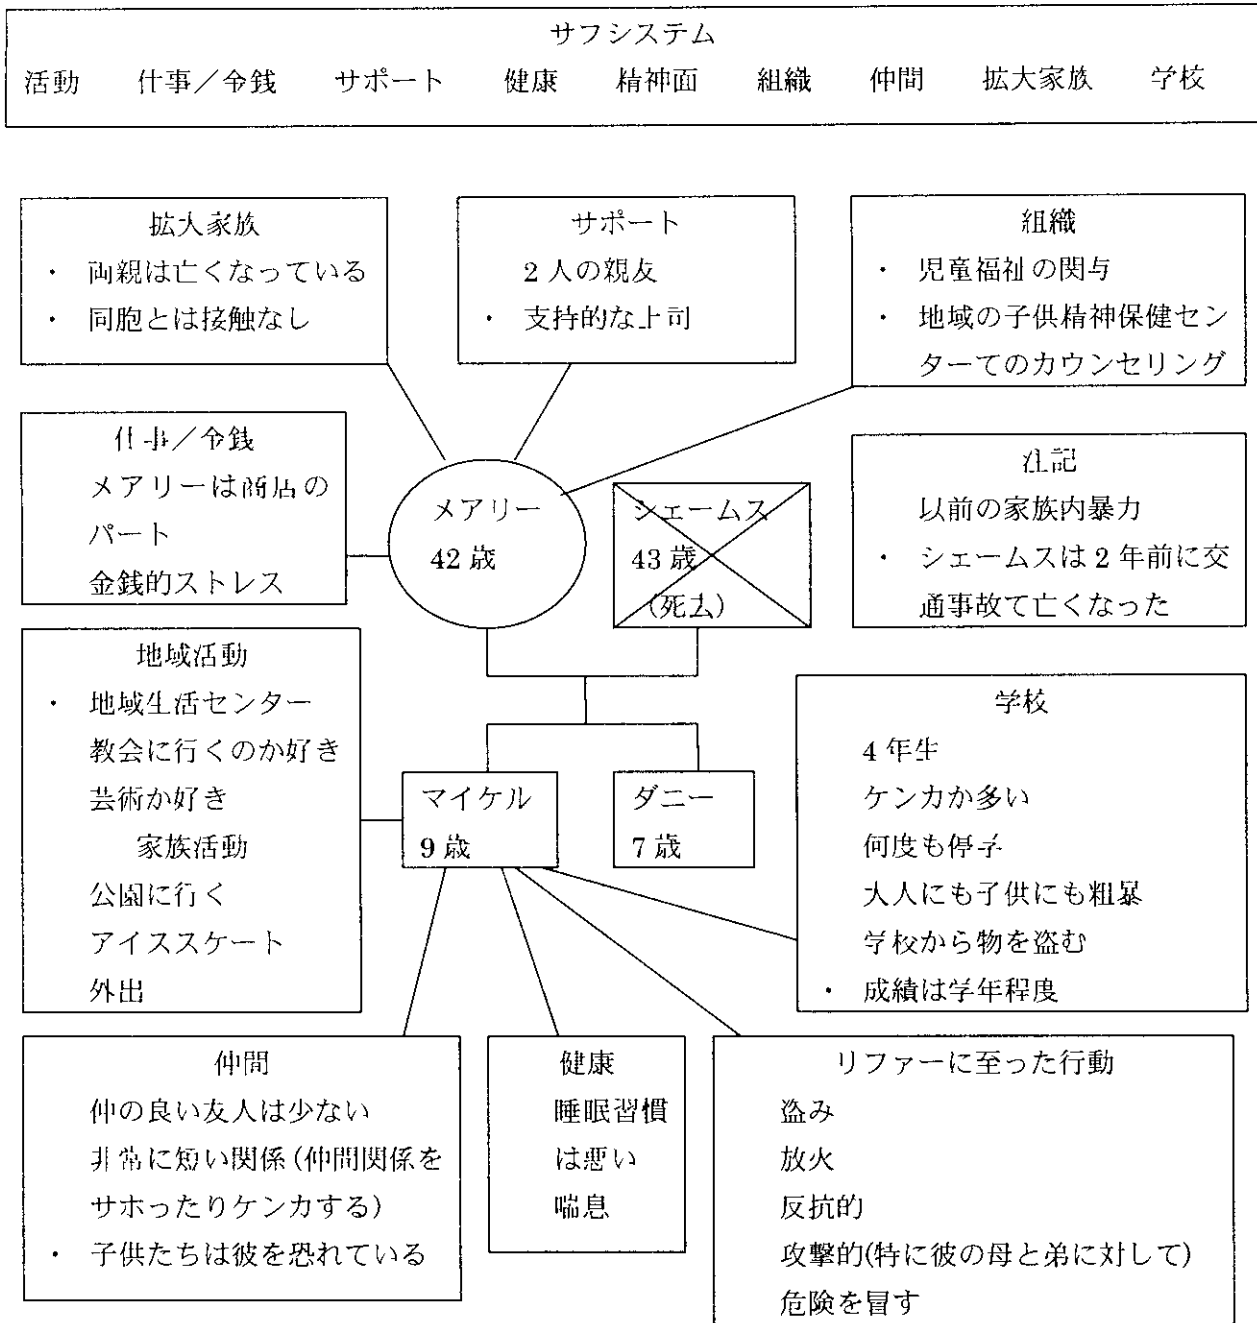 サフシステム
活動 仕事／令銭 サポート 健康 精神面 組織 仲間 拡大家族 学校
拡大家族
・ 両親は亡くなっている
・ 同胞とは接触なし
サポート
2人の親友
・ 支持的な上司
組織
・ 児童福祉の関与
・ 地域の子供精神保健セン
ターてのカウンセリング
仕事／令銭
メアリーは商店の
パート
金銭的ストレス
メアリー
42歳
シェームス
43歳
（死去）
注記
以前の家族内暴力
・ シェームスは2年前に交
通事故て亡くなった
地域活動
・ 地域生活センター
教会に行くのか好き
芸術か好き
家族活動
公園に行く
アイススケート
外出
マイケル
9歳
ダニー
7歳
学校
4年生
ケンカか多い
何度も停学
大人にも子供にも粗暴
学校から物を盗む
・ 成績は学年程度
仲間
仲の良い友人は少ない
非常に短い関係(仲間関係を
サホったりケンカする)
・ 子供たちは彼を恐れている
健康
睡眠習慣
は悪い
喘息
リファーに至った行動
盗み
放火
反抗的
攻撃的(特に彼の母と弟に対して)
危険を冒す